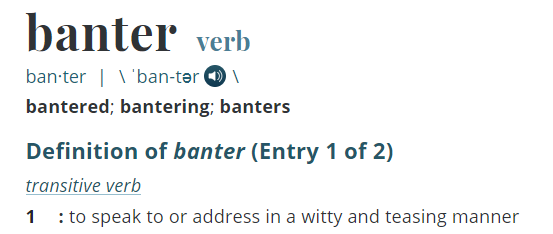 banter verb
ban·ter | \ ˈban-tər \
bantered; bantering; banters
Definition of banter (Entry 1 of 2)
transitive verb
1 : to speak to or address in a witty and teasing manner